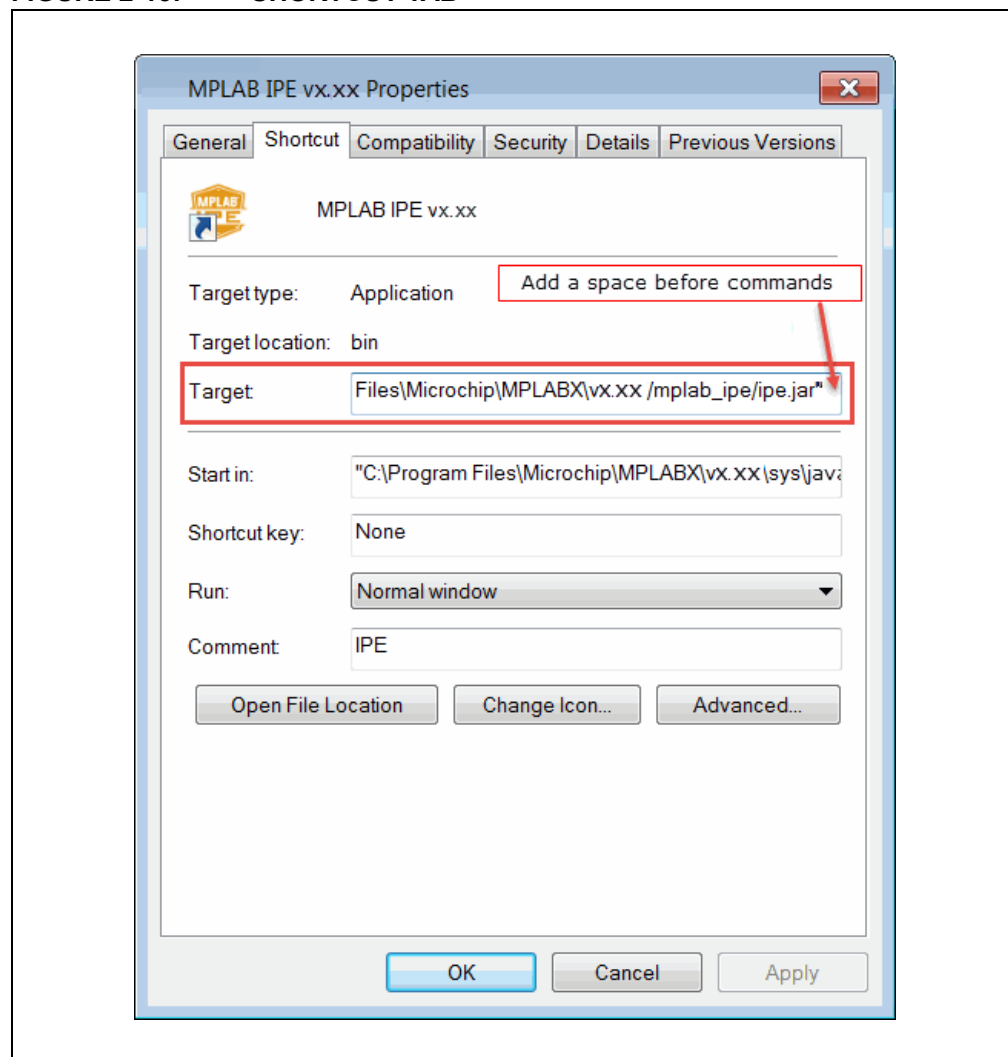 MPLAB IPE vx.xx Properties
General Shortcut Compatibility Security Details Previous Versions
MPLAB
IPE
MPLAB IPE vx.xx
Add a space before commands
Target type: Application
Target location: bin
Target: Files\Microchip\MPLABX\vx.xx /mplab_ipe/ipe.jar"
Start in: "C:\Program Files\Microchip\MPLABX\vx.xx\sys\java
Shortcut key: None
Run: Normal window
Comment: IPE
Open File Location Change Icon... Advanced...
OK Cancel Apply